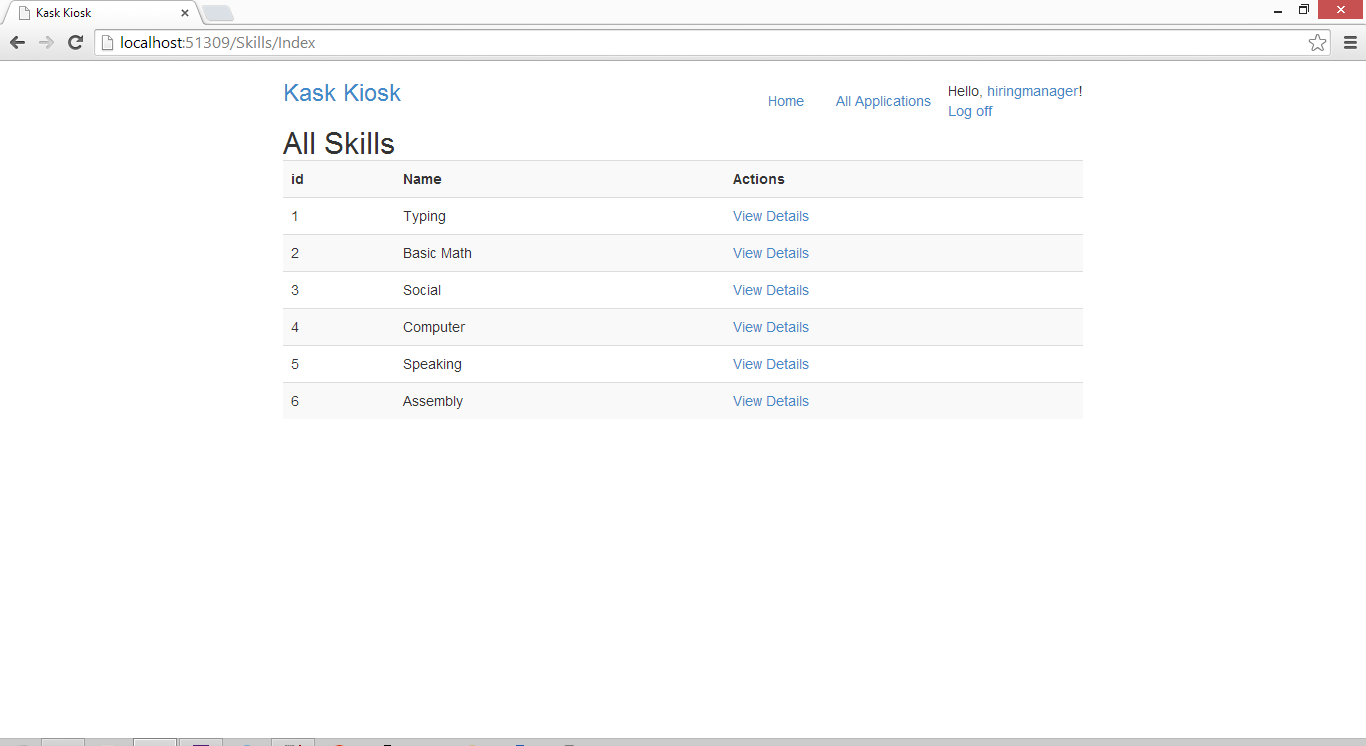 Kask Kiosk
localhost:51309/Skills/Index
Kask Kiosk
Home All Applications Hello, hiringmanager!
Log off
All Skills
id Name Actions
1 Typing View Details
2 Basic Math View Details
3 Social View Details
4 Computer View Details
5 Speaking View Details
6 Assembly View Details